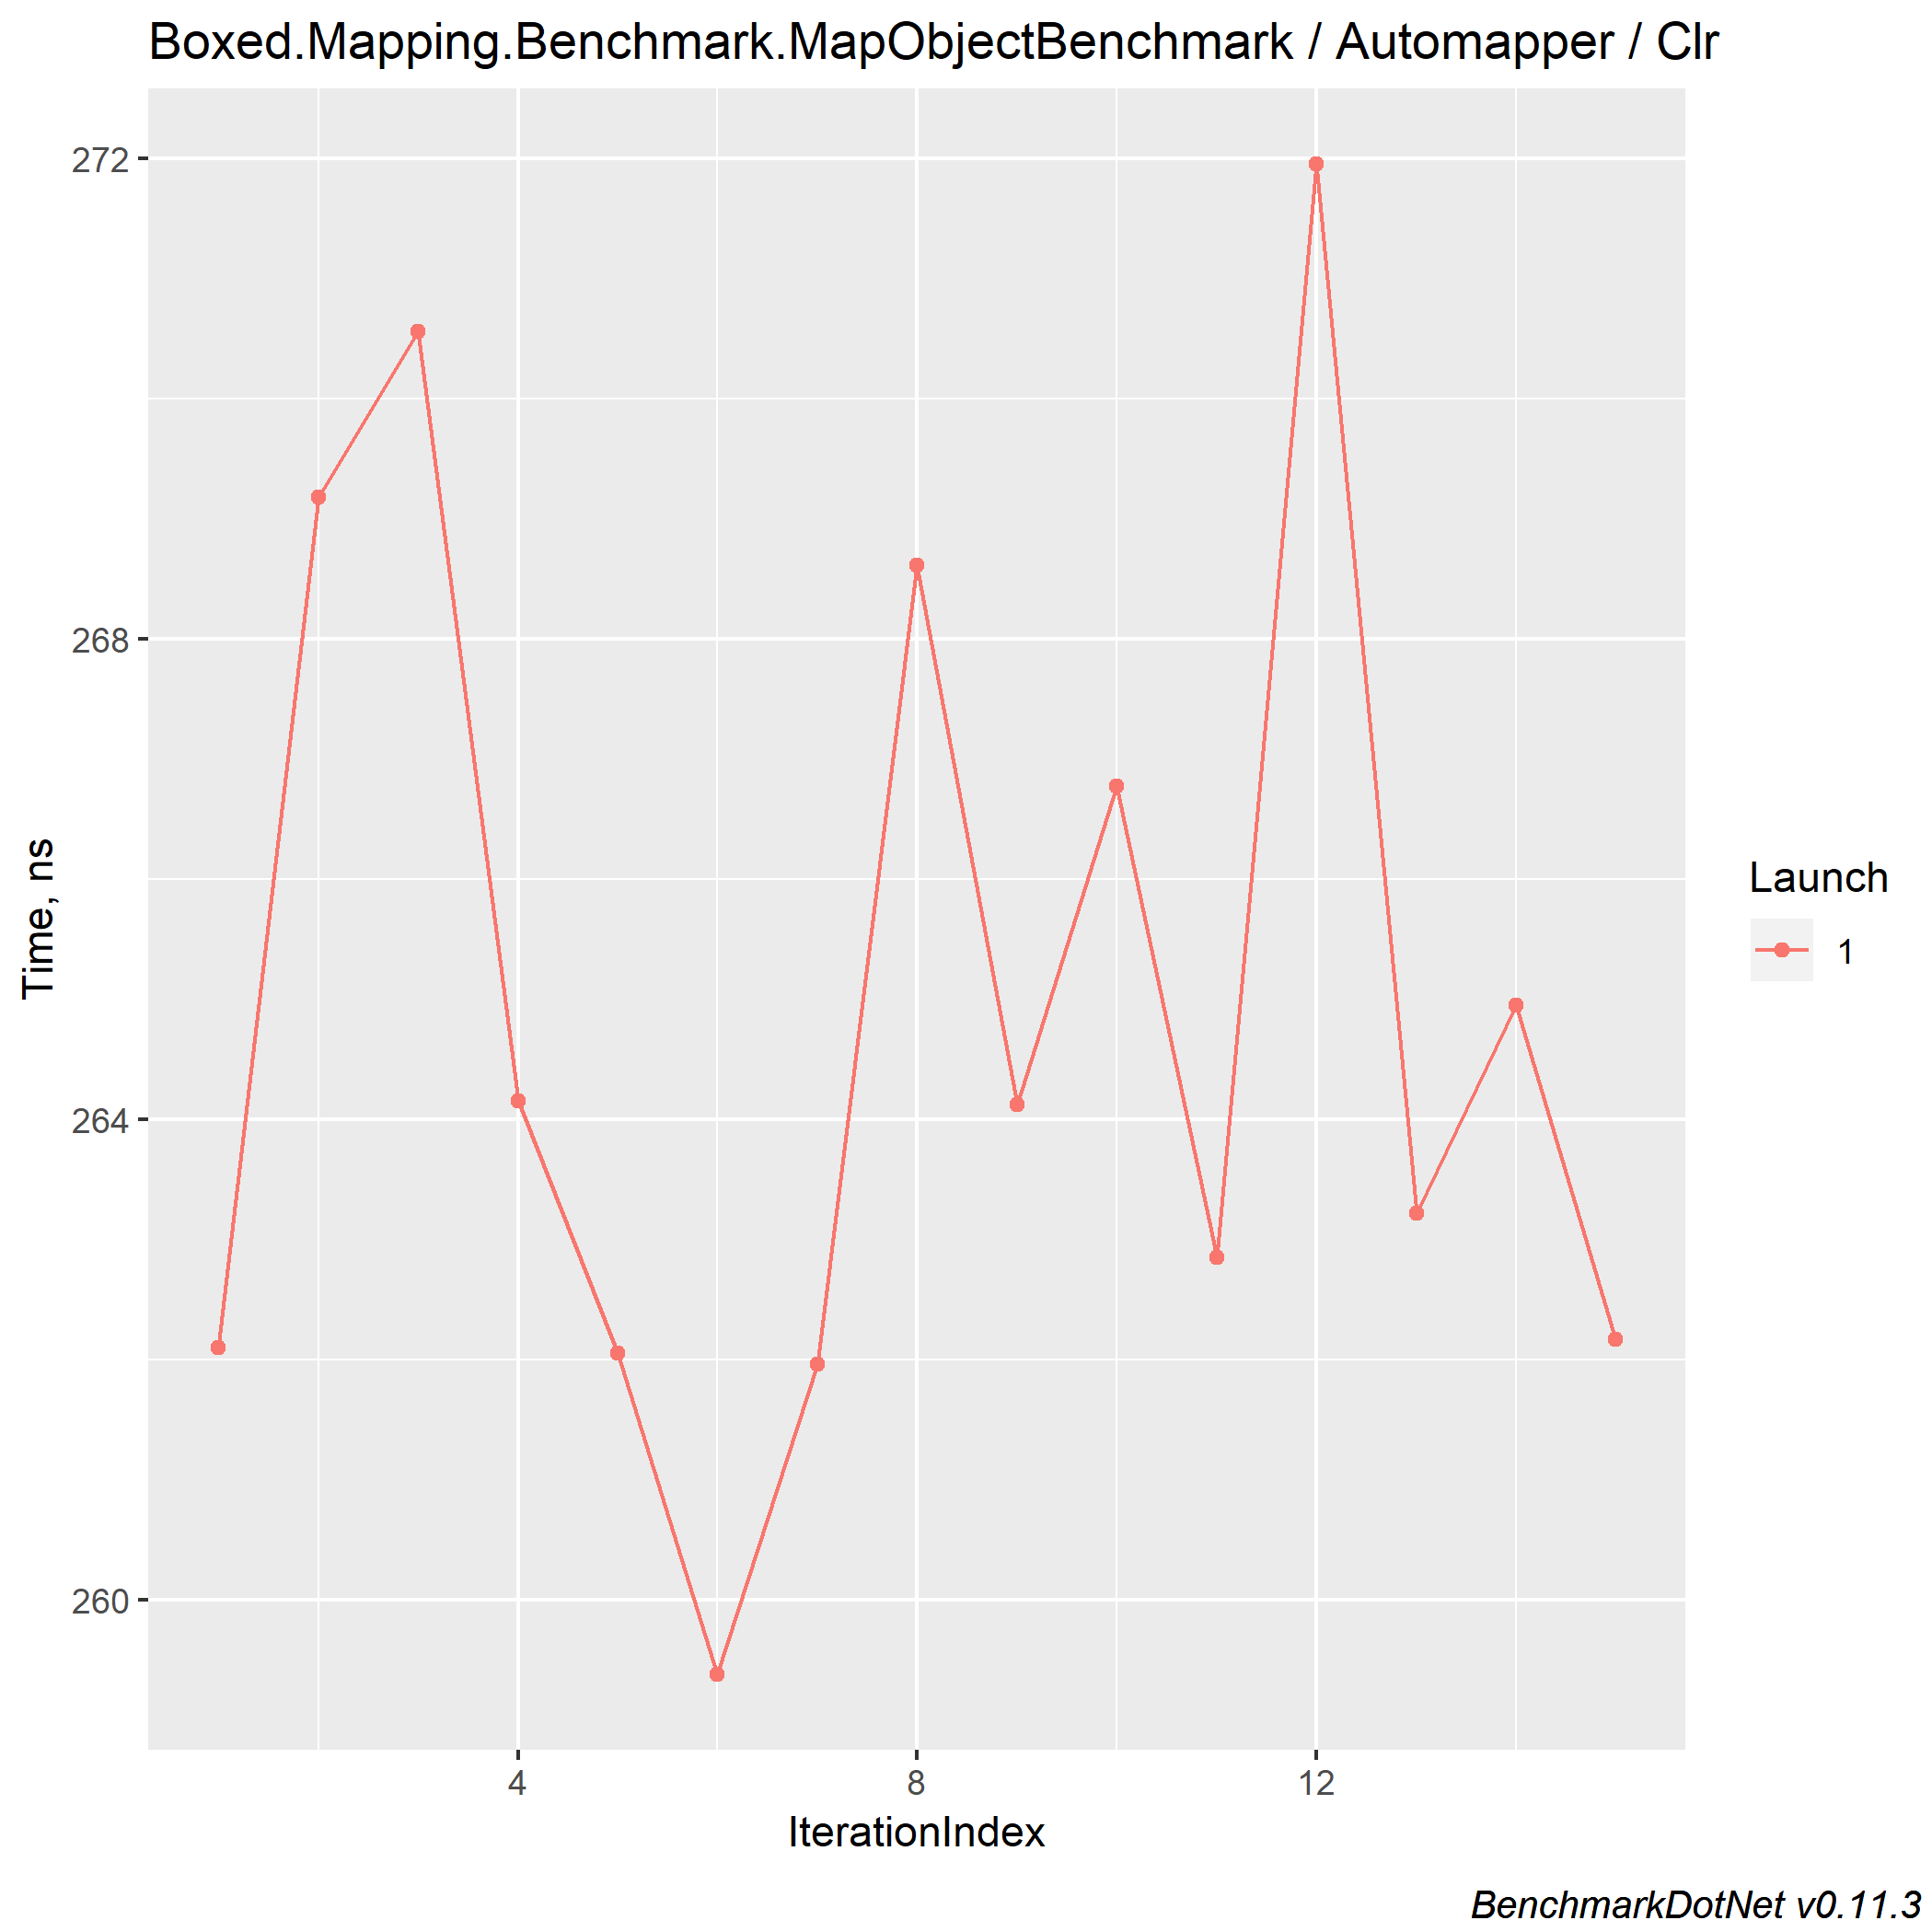 Boxed.Mapping.Benchmark.MapObjectBenchmark / Automapper / Clr
272
268
264
260
Time, ns
4
8
12
IterationIndex
Launch
1
BenchmarkDotNet v0.11.3